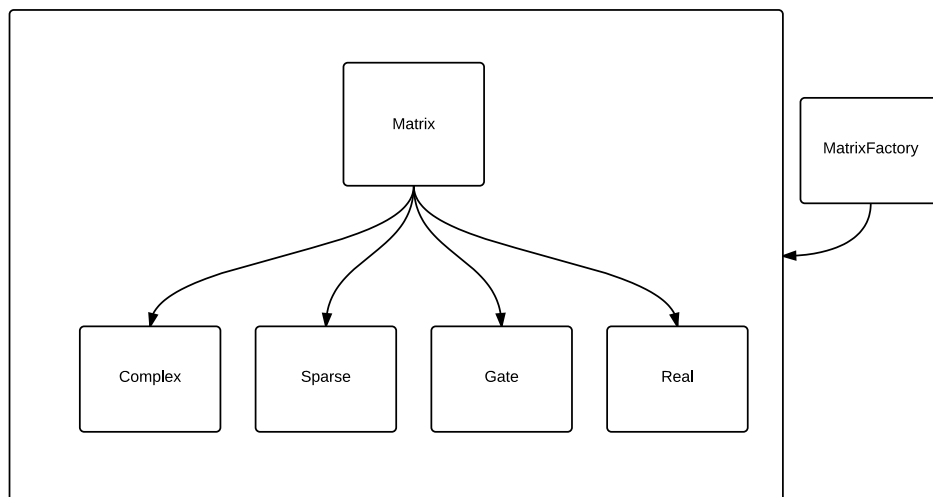 Matrix
MatrixFactory
Complex
Sparse
Gate
Real